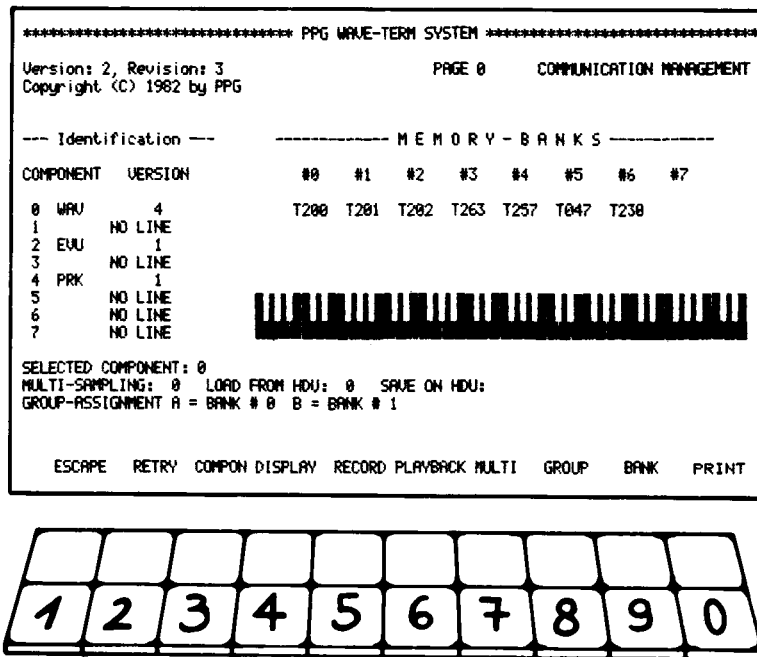 ****************************** PPG WAVE-TERM SYSTEM ******************************
Version: 2, Revision: 3 PAGE 0 COMMUNICATION MANAGEMENT
Copyright (C) 1982 by PPG
--- Identification --- ------------ M E M O R Y - B A N K S -----------
COMPONENT VERSION #0 #1 #2 #3 #4 #5 #6 #7
0 WAV 4 T200 T201 T202 T263 T257 T047 T238
1 NO LINE
2 EVU 1
3 NO LINE
4 PRK 1
5 NO LINE
6 NO LINE
7 NO LINE
SELECTED COMPONENT: 0
MULTI-SAMPLING: 0 LOAD FROM HDU: 0 SAVE ON HDU:
GROUP-ASSIGNMENT A = BANK # 0 B = BANK # 1
ESCAPE RETRY COMPON DISPLAY RECORD PLAYBACK MULTI GROUP BANK PRINT
1 2 3 4 5 6 7 8 9 0